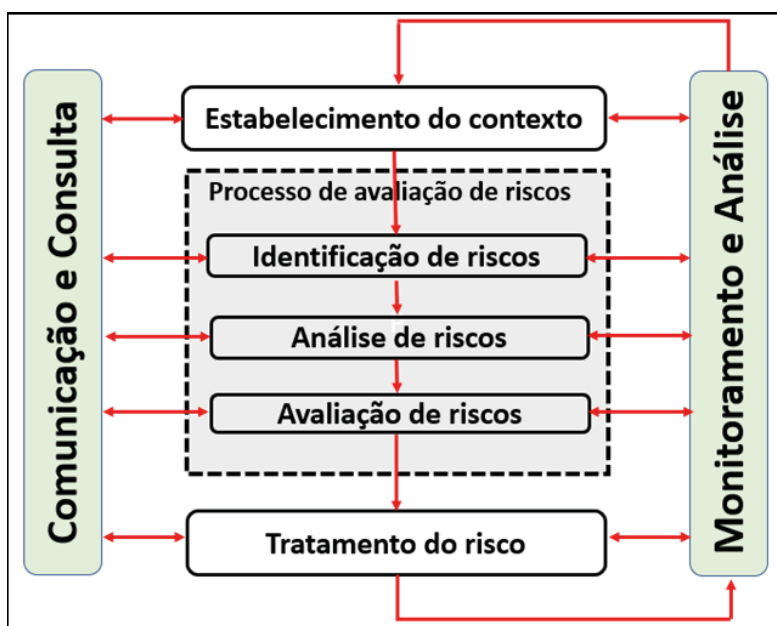 Comunicação e Consulta
Estabelecimento do contexto
Processo de avaliação de riscos
Identificação de riscos
Análise de riscos
Avaliação de riscos
Tratamento do risco
Monitoramento e Análise